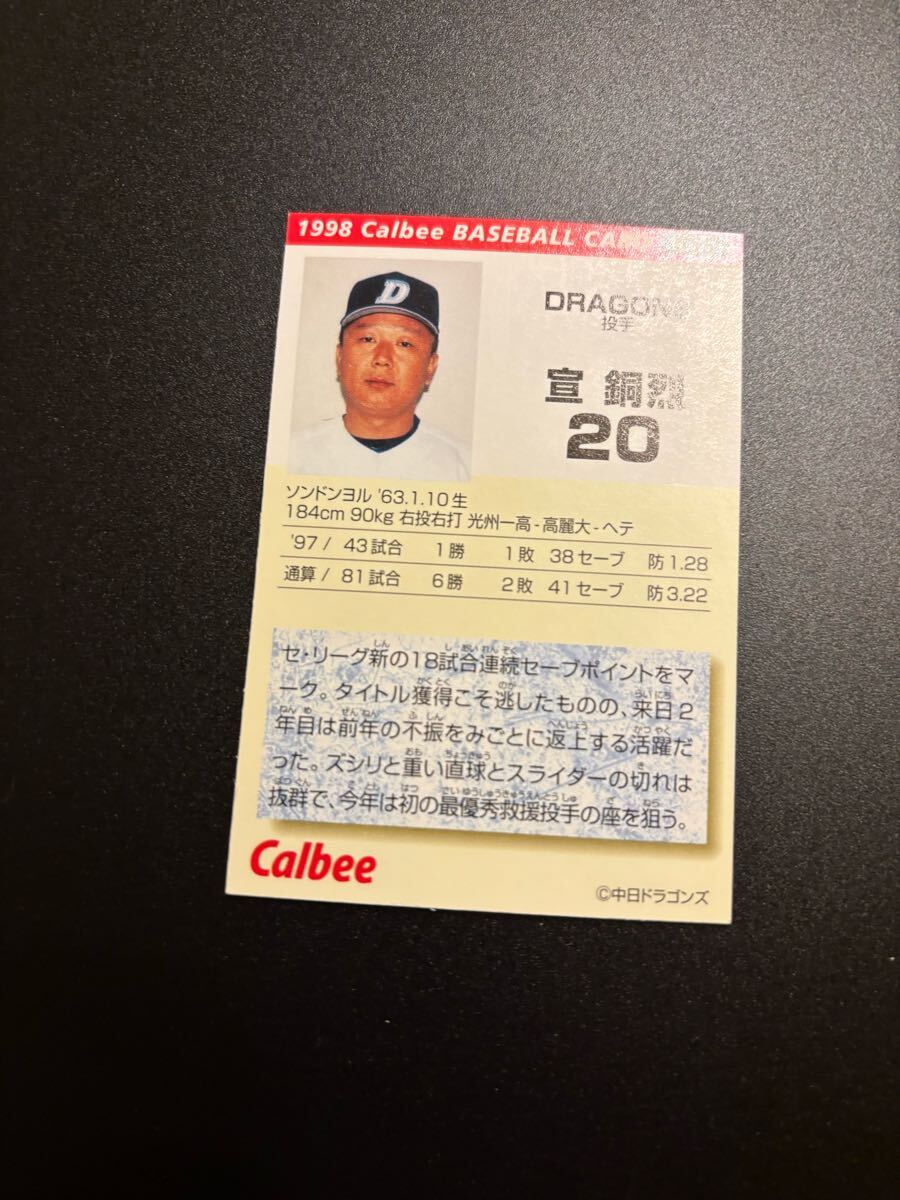 1998 Calbee BASEBALL CARD
D
DRAGONS
投手
宣 銅烈
20
ソンドンヨル '63.1.10生
184cm 90kg 右投右打 光州一高-高麗大-ヘテ
'97/ 43試合 1勝 1敗 38セーブ 防1.28
通算/ 81試合 6勝 2敗 41セーブ 防3.22
セ・リーグ新の18試合連続セーブポイントをマ
ーク。タイトル獲得こそ逃したものの、来日2
年目は前年の不振をみごとに返上する活躍だ
った。ズシリと重い直球とスライダーの切れは
抜群で、今年は初の最優秀救援投手の座を狙う。
Calbee
©中日ドラゴンズ